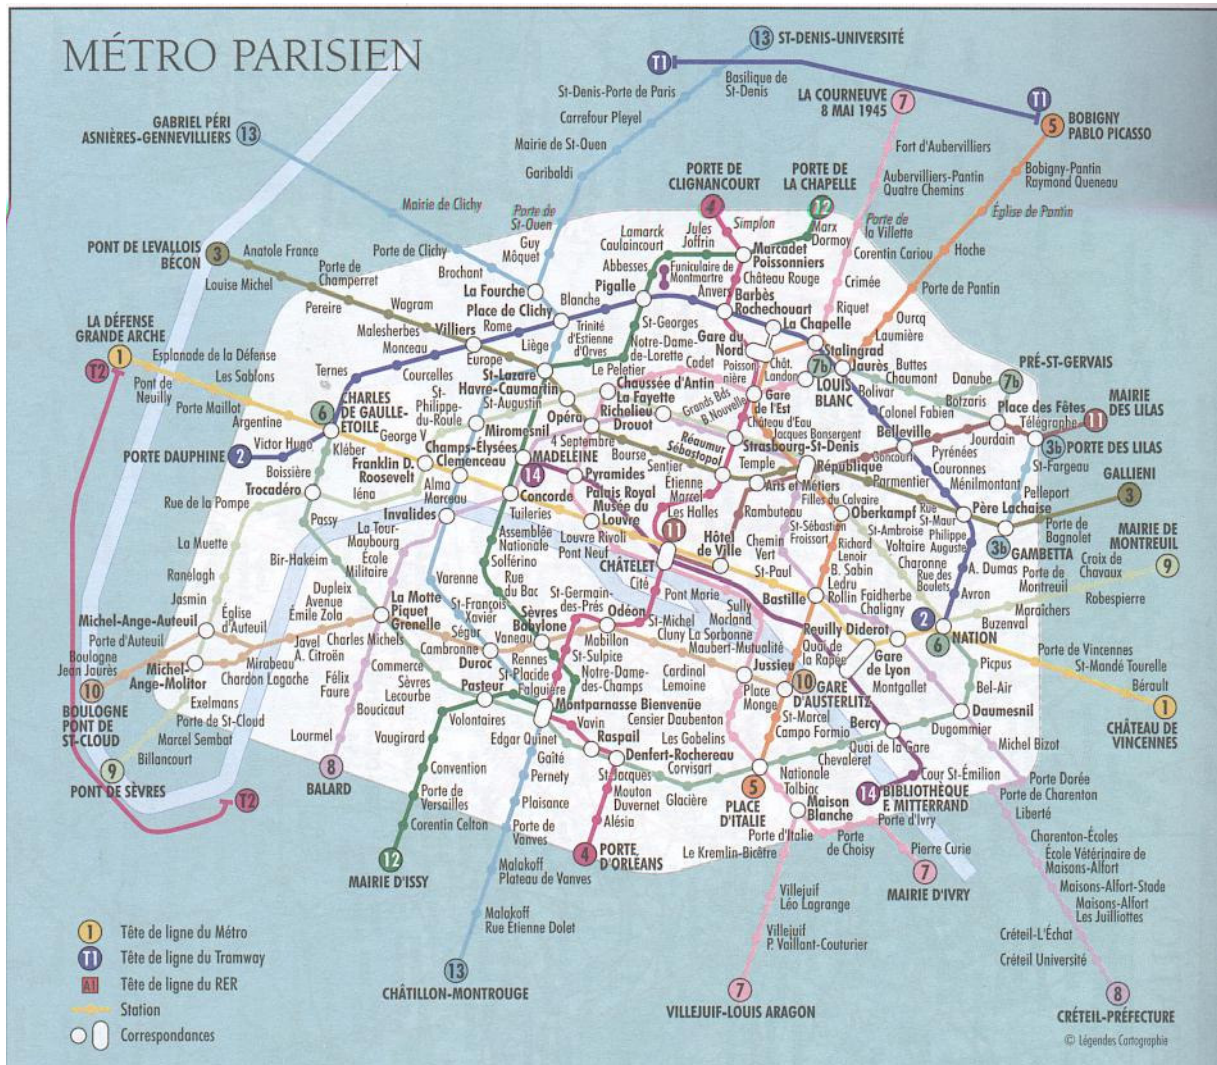 MÉTRO PARISIEN
13
ST-DENIS-UNIVERSITÉ
T1
Basilique de
St-Denis
St-Denis-Porte de Paris
LA COURNEUVE
8 MAI 1945
7
T1
5
BOBIGNY
PABLO PICASSO
Carrefour Pleyel
GABRIEL PÉRI
ASNIÈRES-GENNEVILLIERS
13
Mairie de St-Ouen
Fort d'Aubervilliers
Garibaldi
PORTE DE
CLIGNANCOURT
4
PORTE DE
LA CHAPELLE
12
Aubervilliers-Pantin
Quatre Chemins
Bobigny-Pantin
Raymond Queneau
Mairie de Clichy
Porte de
St-Ouen
Simplon
Jules
Joffrin
Marx
Dormoy
Porte de
la Villette
Église de Pantin
Guy
Môquet
Lamarck
Caulaincourt
Marcadet
Poissonniers
Corentin Cariou
Hoche
PONT DE LEVALLOIS
BÉCON
3
Anatole France
Porte de Clichy
Louise Michel
Porte de
Champerret
Brochant
Abbesses
Funiculaire de
Montmartre
Château Rouge
Crimée
Porte de Pantin
La Fourche
Pigalle
Pereire
Wagram
Place de Clichy
Blanche
Anvers
Barbès
Rochechouart
Riquet
Ourcq
Laumière
LA DÉFENSE
GRANDE ARCHE
1
T2
Malesherbes
Villiers
Rome
Liège
Trinité
d'Estienne
d'Orves
St-Georges
La Chapelle
Gare du
Nord
Stalingrad
Jaurès
Esplanade de la Défense
Les Sablons
Pont de
Neuilly
Monceau
Europe
Notre-Dame-
de-Lorette
Le Peletier
Cadet
Poisson-
nière
Chât.
Landon
7b
LOUIS
BLANC
Buttes
Chaumont
Bolivar
Danube
Botzaris
PRÉ-ST-GERVAIS
7b
Ternes
Courcelles
St-Lazare
Havre-Caumartin
St-Augustin
Chaussée d'Antin
La Fayette
Grands Bds
B.Nouvelle
Gare
de l'Est
Château d'Eau
Colonel Fabien
Place des Fêtes
Télégraphe
Jourdain
11
MAIRIE
DES LILAS
Porte Maillot
Argentine
6
CHARLES
DE GAULLE-
ÉTOILE
St-
Philippe-
du-Roule
Miromesnil
Opéra
Richelieu
Drouot
Jacques Bonsergent
Belleville
3b
PORTE DES LILAS
PORTE DAUPHINE
2
Victor Hugo
Kléber
George V
Champs-Élysées
Clemenceau
MADELEINE
14
4 Septembre
Bourse
Sentier
Réaumur
Sébastopol
Strasbourg-St-Denis
Temple
République
Goncourt
Pyrénées
Couronnes
Ménilmontant
St-Fargeau
GALLIENI
3
Boissière
Franklin D.
Roosevelt
Alma
Marceau
Pyramides
Palais Royal
Musée du
Louvre
Étienne
Marcel
Les Halles
Arts et Métiers
Parmentier
Pelleport
Trocadéro
Iéna
Concorde
Tuileries
Filles du Calvaire
Oberkampf
Rue
St-Maur
Père Lachaise
Porte de
Bagnolet
Rue de la Pompe
Passy
Invalides
Assemblée
Nationale
Louvre Rivoli
Pont Neuf
11
Rambuteau
St-Sébastien
Froissart
St-Ambroise
Philippe
Auguste
3b
GAMBETTA
MAIRIE DE
MONTREUIL
9
La Muette
La Tour-
Maubourg
Solférino
CHÂTELET
Hôtel
de Ville
Chemin
Vert
Richard
Lenoir
Voltaire
A. Dumas
Croix de
Chavaux
Bir-Hakeim
École
Militaire
Cité
B. Sabin
Charonne
Porte de
Montreuil
Robespierre
Ranelagh
Varenne
Rue
du Bac
Pont Marie
St-Paul
Ledru
Rollin
Rue des
Boulets
Avron
Jasmin
Dupleix
Avenue
Émile Zola
La Motte
Piquet
Grenelle
St-François
Xavier
Sèvres
Babylone
St-Germain-
des-Prés
Odéon
Sully
Morland
Bastille
Faidherbe
Chaligny
Maraîchers
Buzenval
Michel-Ange-Auteuil
Église
d'Auteuil
St-Michel
Cluny La Sorbonne
Reuilly Diderot
2
6
NATION
Porte d'Auteuil
Javel
A. Citroën
Charles Michels
Ségur
Vaneau
Mabillon
Maubert-Mutualité
Quai de
la Rapée
Porte de Vincennes
Boulogne
Jean Jaurès
Michel-
Ange-Molitor
Mirabeau
Chardon Lagache
Cambronne
Duroc
Rennes
St-Sulpice
Cardinal
Lemoine
Jussieu
Gare
de Lyon
Picpus
St-Mandé Tourelle
10
BOULOGNE
PONT DE
ST-CLOUD
Félix
Faure
Commerce
Pasteur
St-Placide
Falguière
Notre-Dame-
des-Champs
10
GARE
D'AUSTERLITZ
Montgallet
Bel-Air
Bérault
Exelmans
Sèvres
Lecourbe
Montparnasse Bienvenüe
Place
Monge
1
CHÂTEAU DE
VINCENNES
Porte de St-Cloud
Boucicaut
Volontaires
Vavin
Censier Daubenton
St-Marcel
Bercy
Daumesnil
Marcel Sembat
Lourmel
Vaugirard
Edgar Quinet
Raspail
Les Gobelins
Campo Formio
Dugommier
Billancourt
Gaîté
Denfert-Rochereau
Quai de la Gare
Michel Bizot
9
PONT DE SÈVRES
8
BALARD
Convention
Pernety
St-Jacques
Corvisart
Chevaleret
Cour St-Émilion
Porte Dorée
T2
Porte de
Versailles
Plaisance
Mouton
Duvernet
Glacière
5
PLACE
D'ITALIE
Nationale
Tolbiac
14
BIBLIOTHÈQUE
F. MITTERRAND
Porte de Charenton
Corentin Celton
Porte de
Vanves
Alésia
Maison
Blanche
Porte d'Ivry
Liberté
12
MAIRIE D'ISSY
Malakoff
Plateau de Vanves
4
PORTE
D'ORLÉANS
Porte d'Italie
Le Kremlin-Bicêtre
Porte
de Choisy
Pierre Curie
Charenton-Écoles
École Vétérinaire de
Maisons-Alfort
7
MAIRIE D'IVRY
Malakoff
Rue Étienne Dolet
Villejuif
Léo Lagrange
Maisons-Alfort-Stade
Maisons-Alfort
Les Juilliottes
Villejuif
P. Vaillant-Couturier
Créteil-L'Échat
Créteil Université
13
CHÂTILLON-MONTROUGE
7
VILLEJUIF-LOUIS ARAGON
8
CRÉTEIL-PRÉFECTURE
1 Tête de ligne du Métro
T1 Tête de ligne du Tramway
A1 Tête de ligne du RER
Station
Correspondances
© Légendes Cartographie